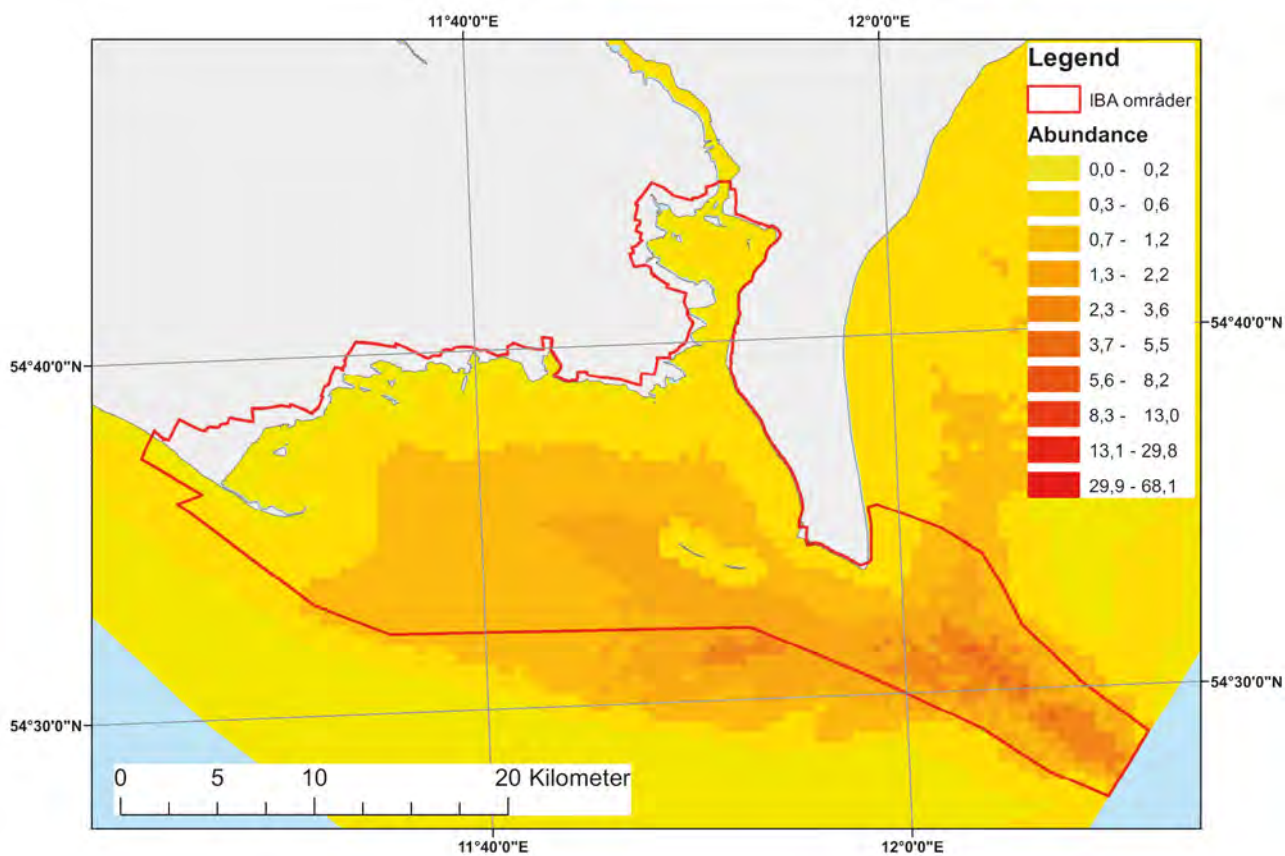 11°40'0"E
12°0'0"E
Legend
IBA områder
Abundance
0,0 - 0,2
0,3 - 0,6
0,7 - 1,2
1,3 - 2,2
2,3 - 3,6
3,7 - 5,5
5,6 - 8,2
8,3 - 13,0
13,1 - 29,8
29,9 - 68,1
54°40'0"N
54°40'0"N
54°30'0"N
54°30'0"N
0 5 10 20 Kilometer
11°40'0"E
12°0'0"E